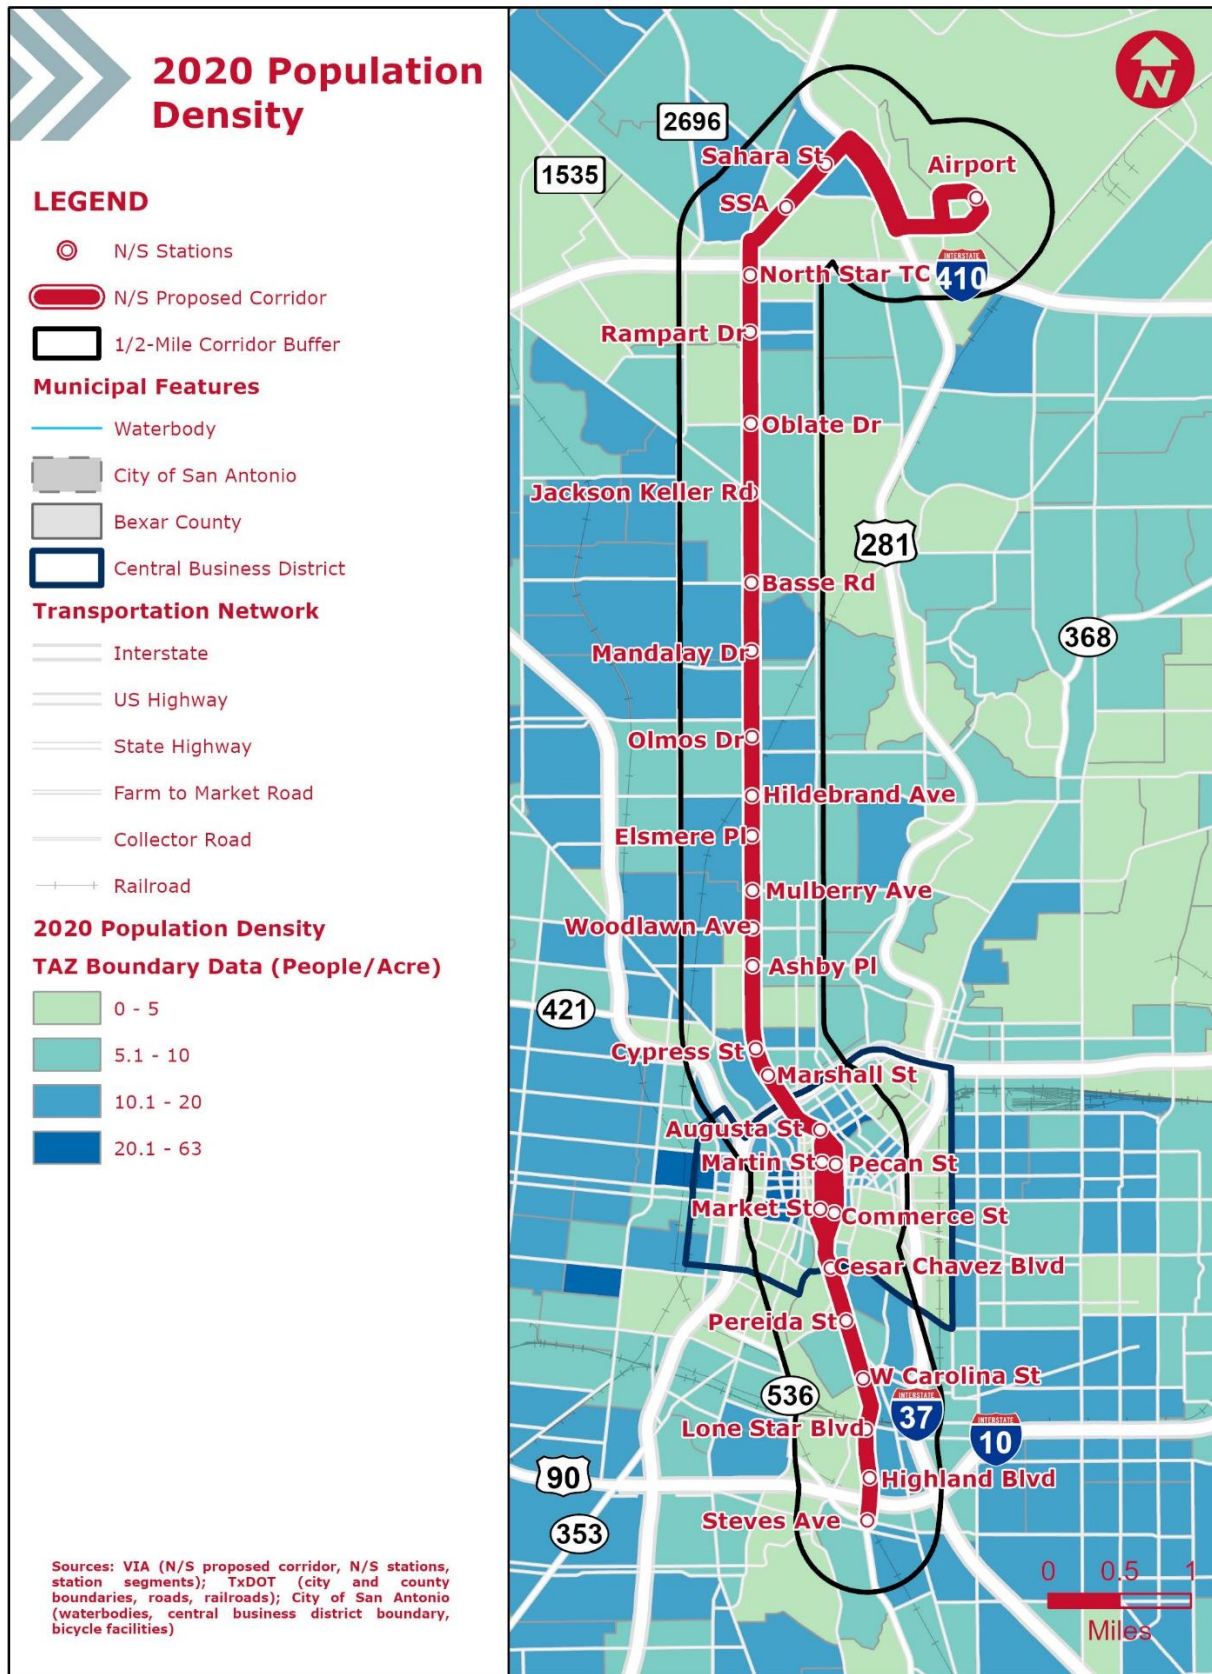 2020 Population
Density
LEGEND
N/S Stations
N/S Proposed Corridor
1/2-Mile Corridor Buffer
Municipal Features
Waterbody
City of San Antonio
Bexar County
Central Business District
Transportation Network
Interstate
US Highway
State Highway
Farm to Market Road
Collector Road
Railroad
2020 Population Density
TAZ Boundary Data (People/Acre)
0 - 5
5.1 - 10
10.1 - 20
20.1 - 63
Sources: VIA (N/S proposed corridor, N/S stations,
station segments); TxDOT (city and county
boundaries, roads, railroads); City of San Antonio
(waterbodies, central business district boundary,
bicycle facilities)
N
2696
1535
Sahara St
Airport
SSA
North Star TC
INTERSTATE
410
Rampart Dr
Oblate Dr
Jackson Keller Rd
281
Basse Rd
368
Mandalay Dr
Olmos Dr
Hildebrand Ave
Elsmere Pl
Mulberry Ave
Woodlawn Ave
Ashby Pl
421
Cypress St
Marshall St
Augusta St
Martin St
Pecan St
Market St
Commerce St
Cesar Chavez Blvd
Pereida St
W Carolina St
536
INTERSTATE
37
Lone Star Blvd
INTERSTATE
10
90
Highland Blvd
353
Steves Ave
0 0.5 1
Miles